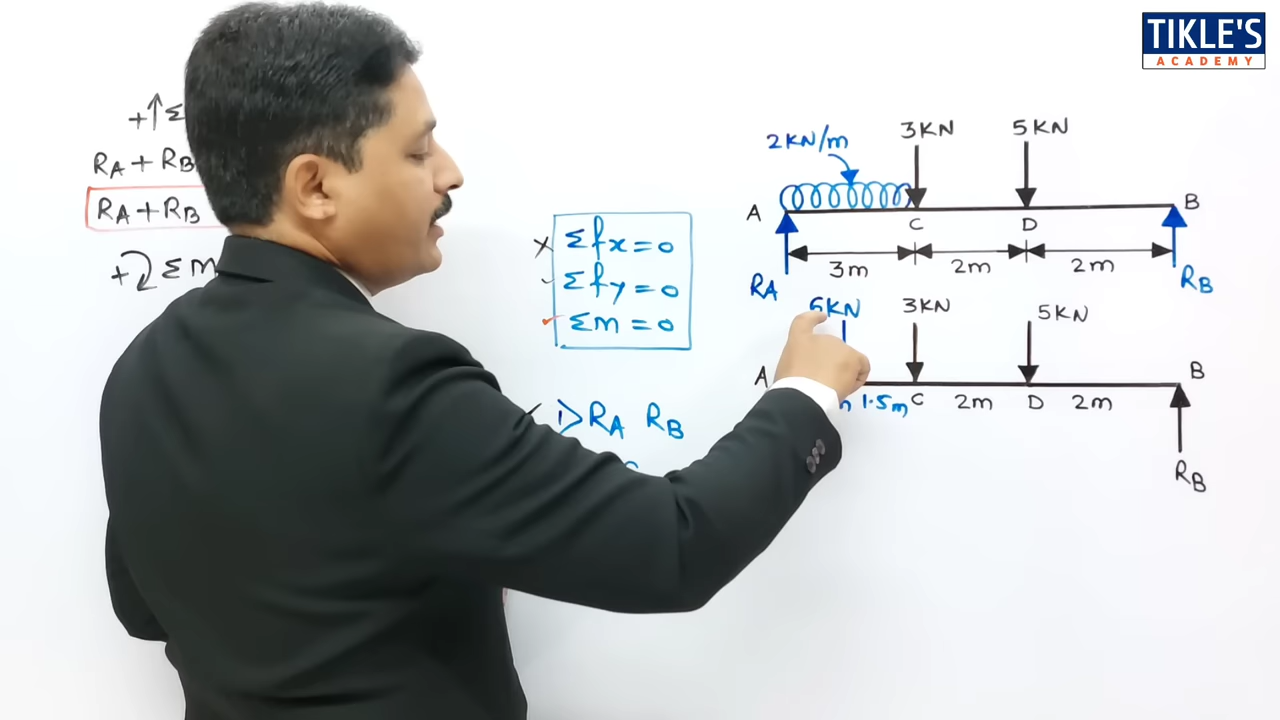 TIKLE'S
ACADEMY
+↑Σ
RA + RB
RA + RB
+ΣM
Σfx = 0
Σfy = 0
Σm = 0
1> RA RB
2KN/m
3KN
5KN
A
C
D
B
3m
2m
2m
RA
RB
6KN
3KN
5KN
A
1.5m
C
2m
D
2m
B
RB